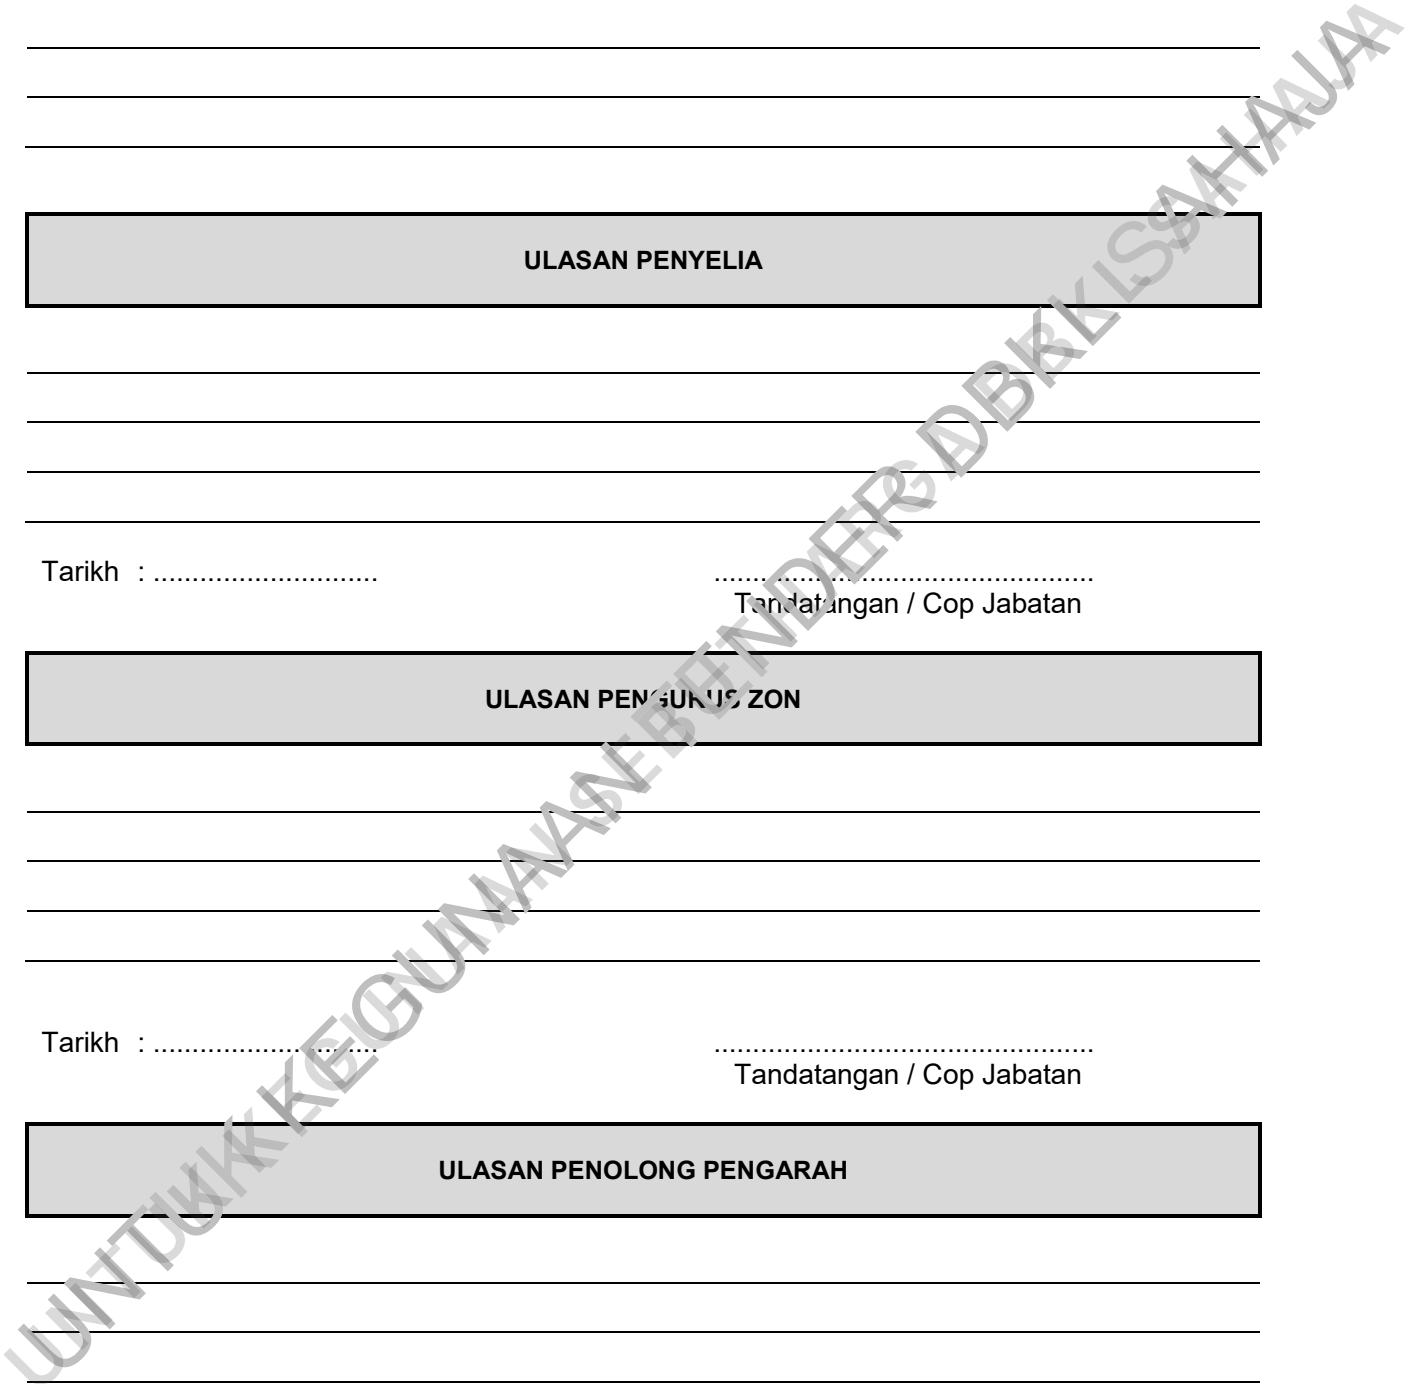 ULASAN PENYELIA
Tarikh : .............................
.................................................
Tandatangan / Cop Jabatan
ULASAN PENGURUS ZON
Tarikh : .............................
.................................................
Tandatangan / Cop Jabatan
ULASAN PENOLONG PENGARAH
UNTUK KEGUNAAN
DBKL SAHAJA